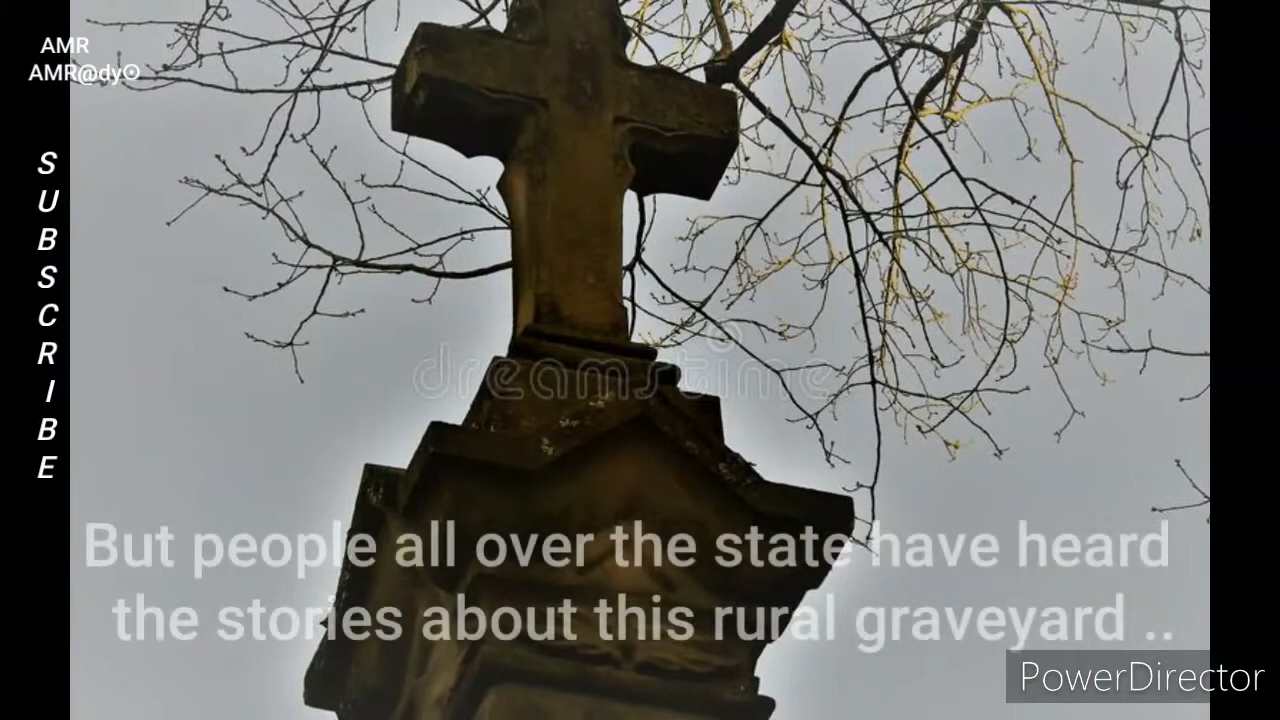 AMR
AMR@dy⊙
SUBSCRIBE
dreamstime
But people all over the state have heard
the stories about this rural graveyard ..
PowerDirector